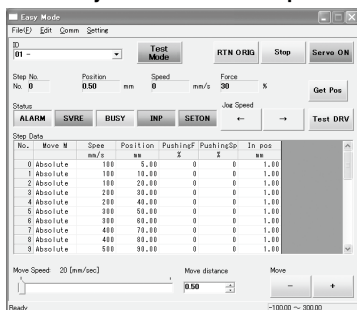 Easy Mode
File(F) Edit Comm Setting
ID
01 -
Test Mode
RTN ORIG Stop Servo ON
Step No. Position Speed Force
No. 0 0.50 mm 0 mm/s 30 %
Get Pos
Status Jog Speed
ALARM SVRE BUSY INP SETON ← → Test DRV
Step Data
No. Move M Spee Position PushingF PushingSp In pos
mm/s mm % % mm
0 Absolute 100 5.00 0 0 1.00
1 Absolute 100 10.00 0 0 1.00
2 Absolute 100 20.00 0 0 1.00
3 Absolute 200 30.00 0 0 1.00
4 Absolute 200 40.00 0 0 1.00
5 Absolute 300 50.00 0 0 1.00
6 Absolute 300 60.00 0 0 1.00
7 Absolute 400 70.00 0 0 1.00
8 Absolute 400 80.00 0 0 1.00
9 Absolute 500 90.00 0 0 1.00
Move Speed: 20 [mm/sec] Move distance Move
0.50 - +
Ready -100.00 ~ 300.00